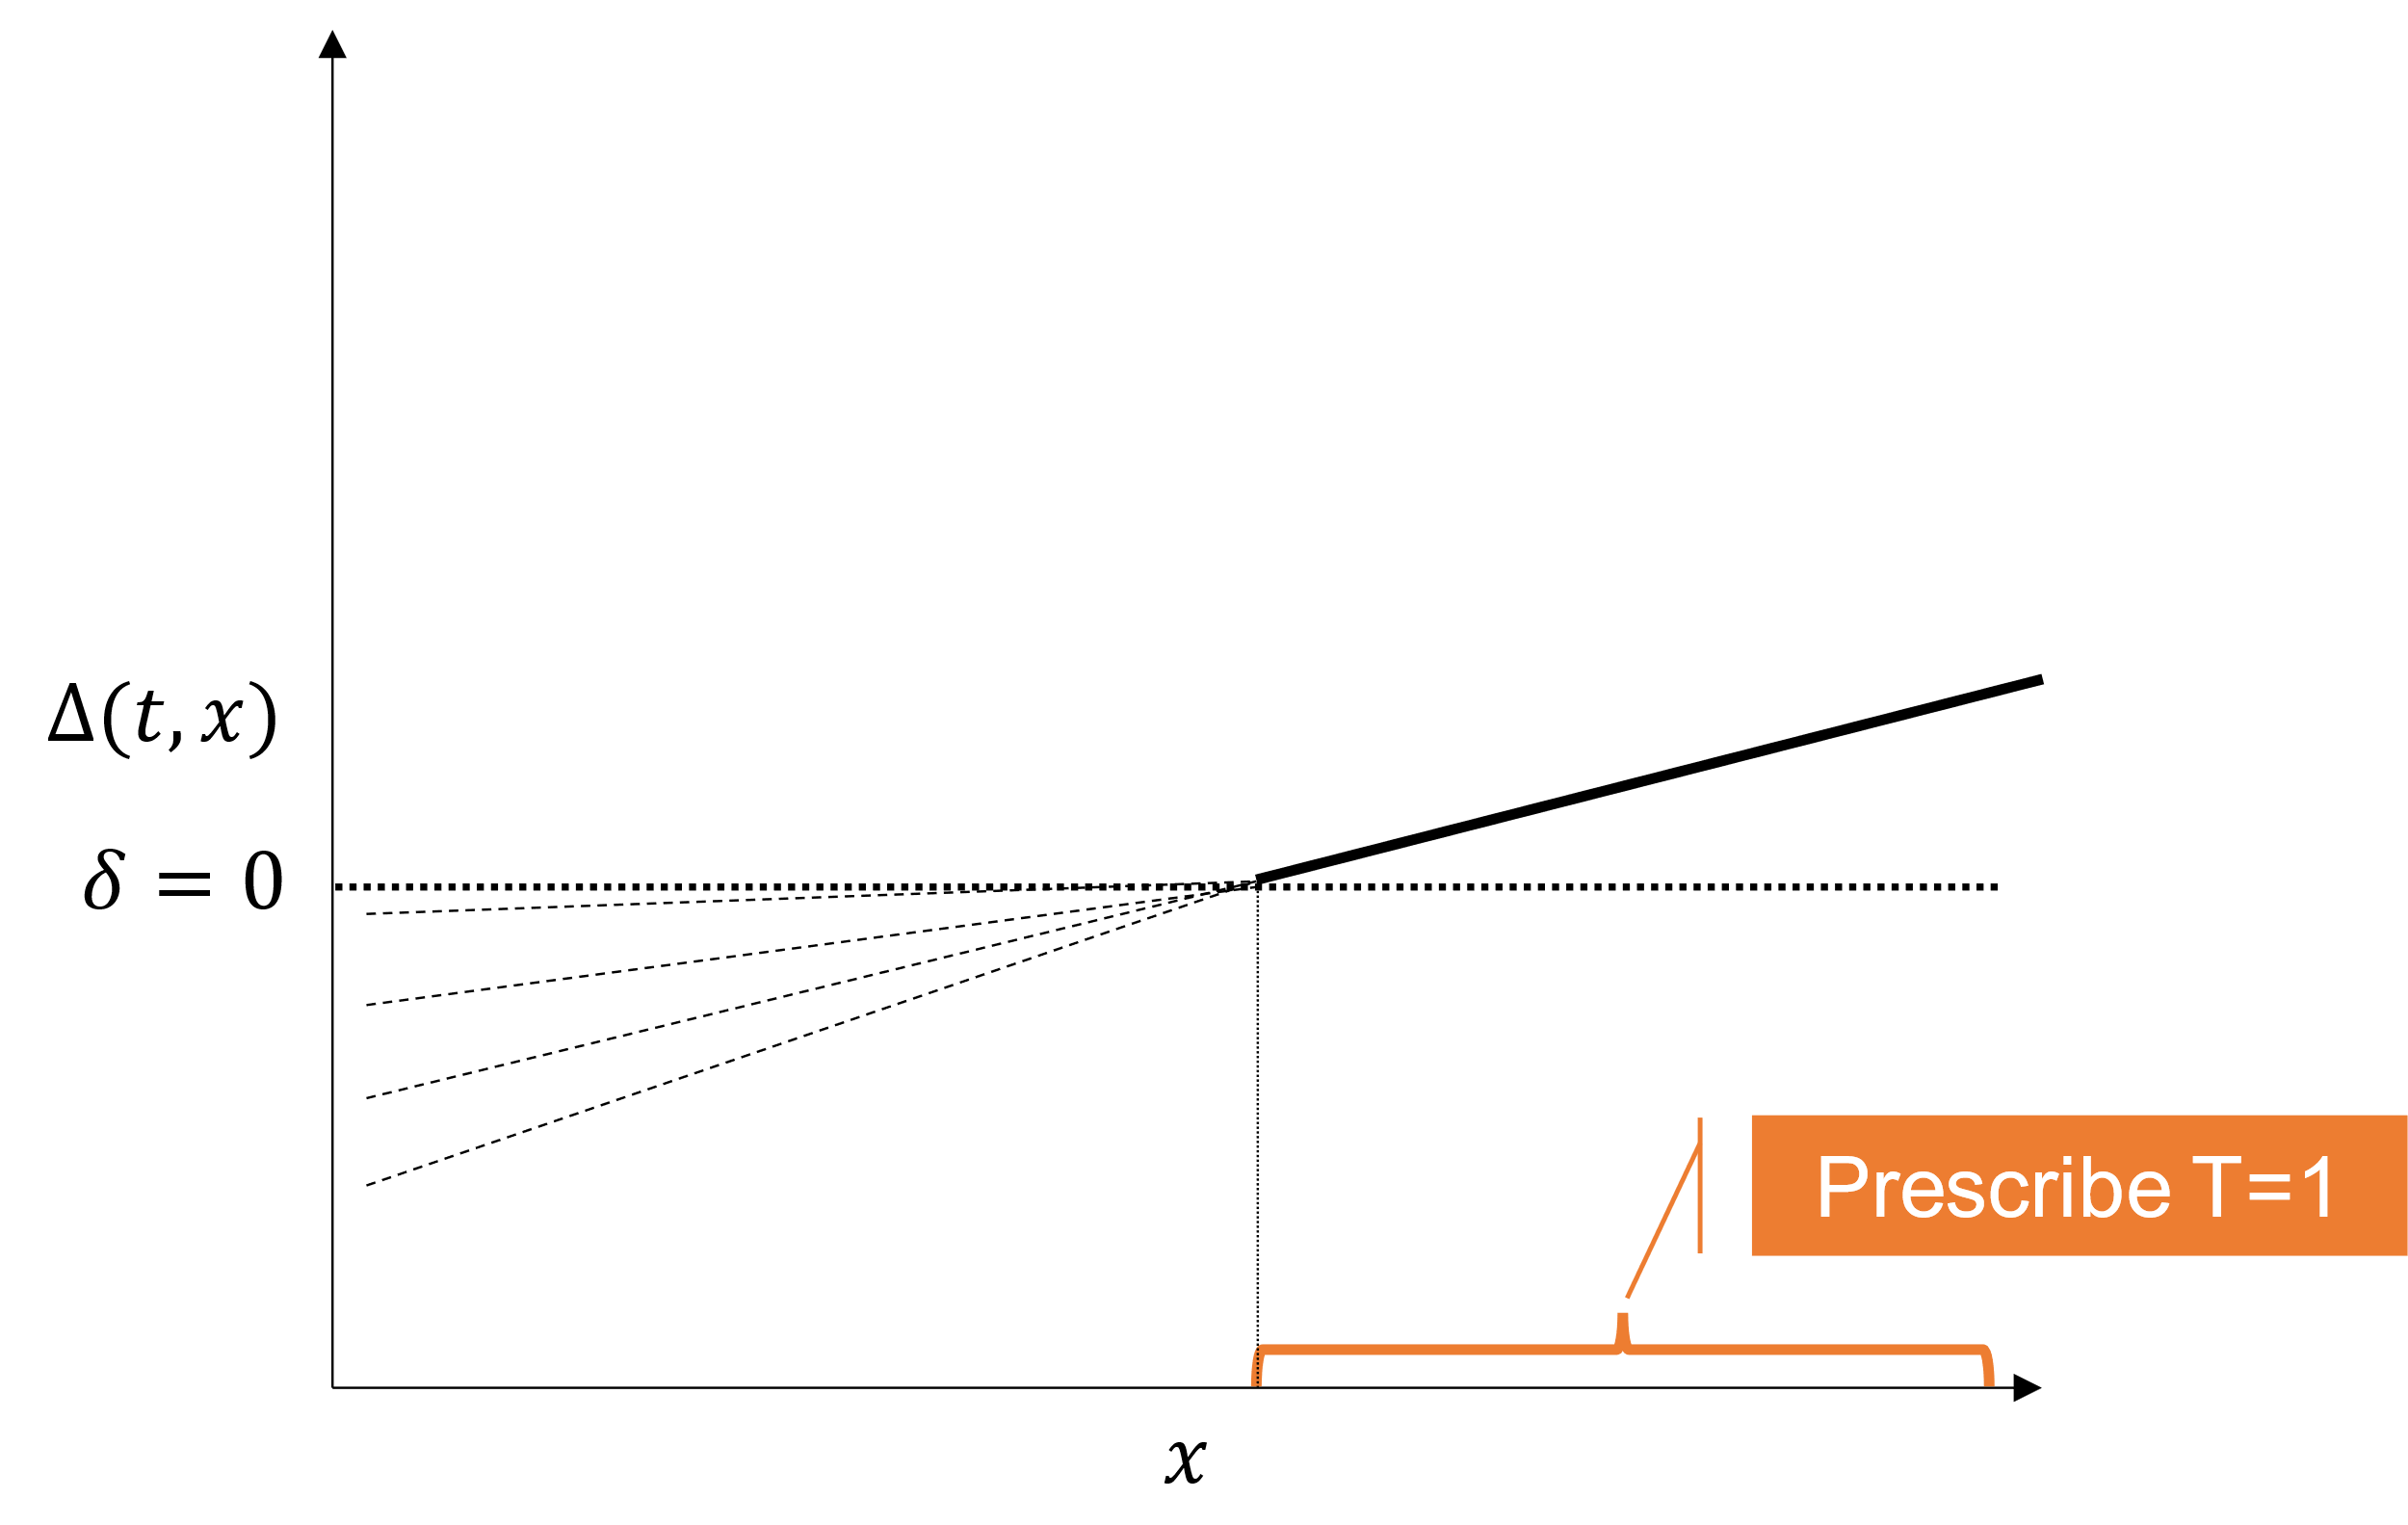 Δ(t, x)
δ = 0
Prescribe T=1
x